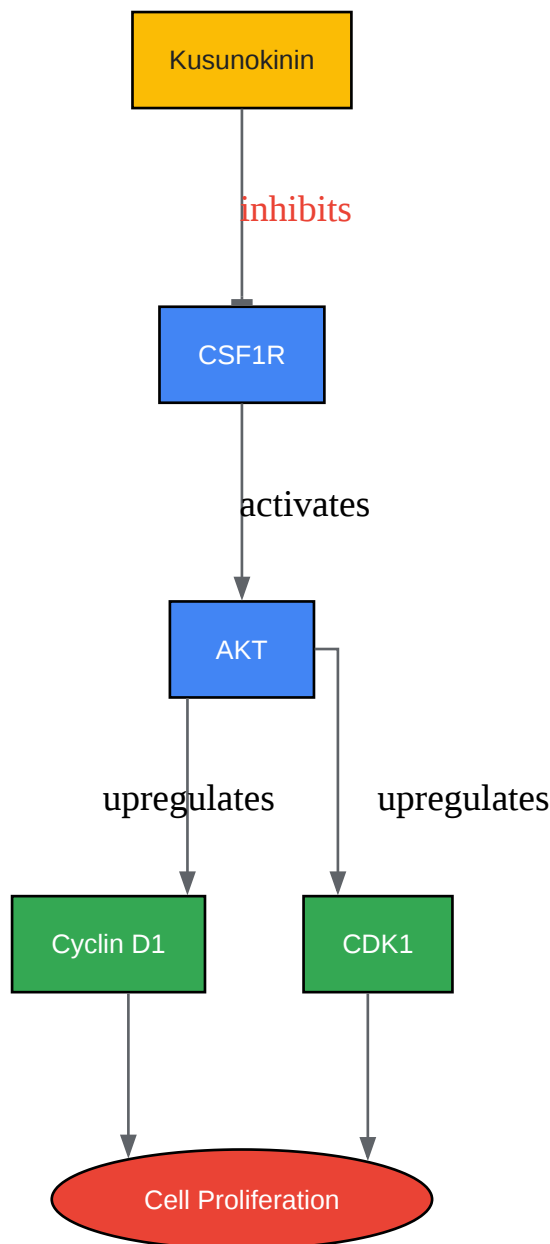 Kusunokinin
inhibits
CSF1R
activates
AKT
upregulates
upregulates
Cyclin D1
CDK1
Cell Proliferation